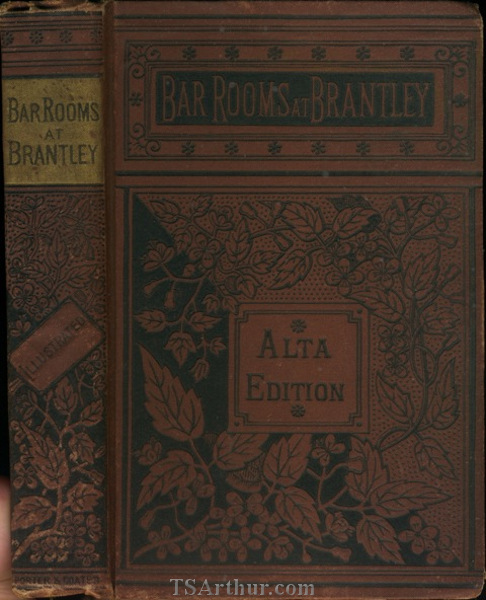 BAR ROOMS
AT
BRANTLEY
ILLUSTRATED
PORTER & COATES
BAR ROOMS AT BRANTLEY
ALTA
EDITION
TSArthur.com